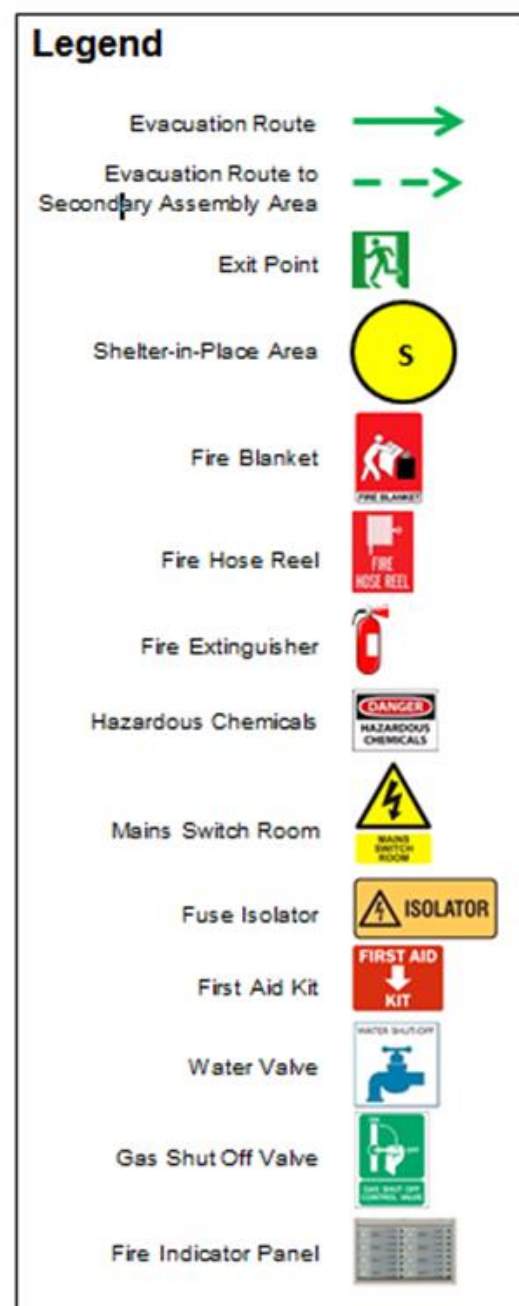 Legend
Evacuation Route
Evacuation Route to
Secondary Assembly Area
Exit Point
Shelter-in-Place Area
S
Fire Blanket
FIRE BLANKET
Fire Hose Reel
FIRE
HOSE REEL
Fire Extinguisher
Hazardous Chemicals
DANGER
HAZARDOUS
CHEMICALS
Mains Switch Room
MAINS
SWITCH
ROOM
Fuse Isolator
ISOLATOR
First Aid Kit
FIRST AID
KIT
Water Valve
WATER SHUT-OFF
Gas Shut Off Valve
GAS SHUT OFF
CONTROL VALVE
Fire Indicator Panel